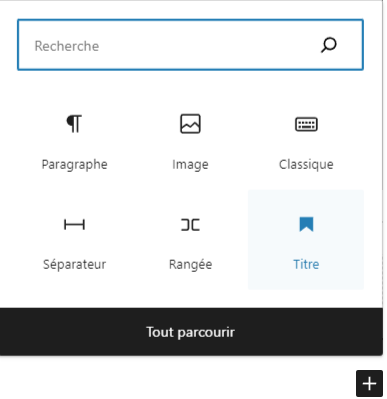 Recherche
Paragraphe Image Classique
Séparateur Rangée Titre
Tout parcourir